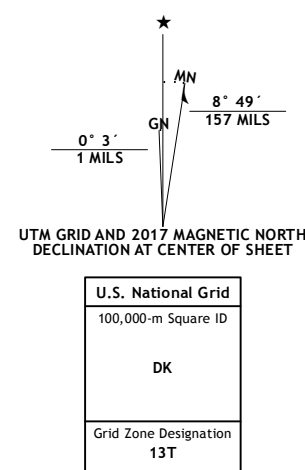 ★
MN
8° 49´
157 MILS
GN
0° 3´
1 MILS
UTM GRID AND 2017 MAGNETIC NORTH
DECLINATION AT CENTER OF SHEET
U.S. National Grid
100,000-m Square ID
DK
Grid Zone Designation
13T